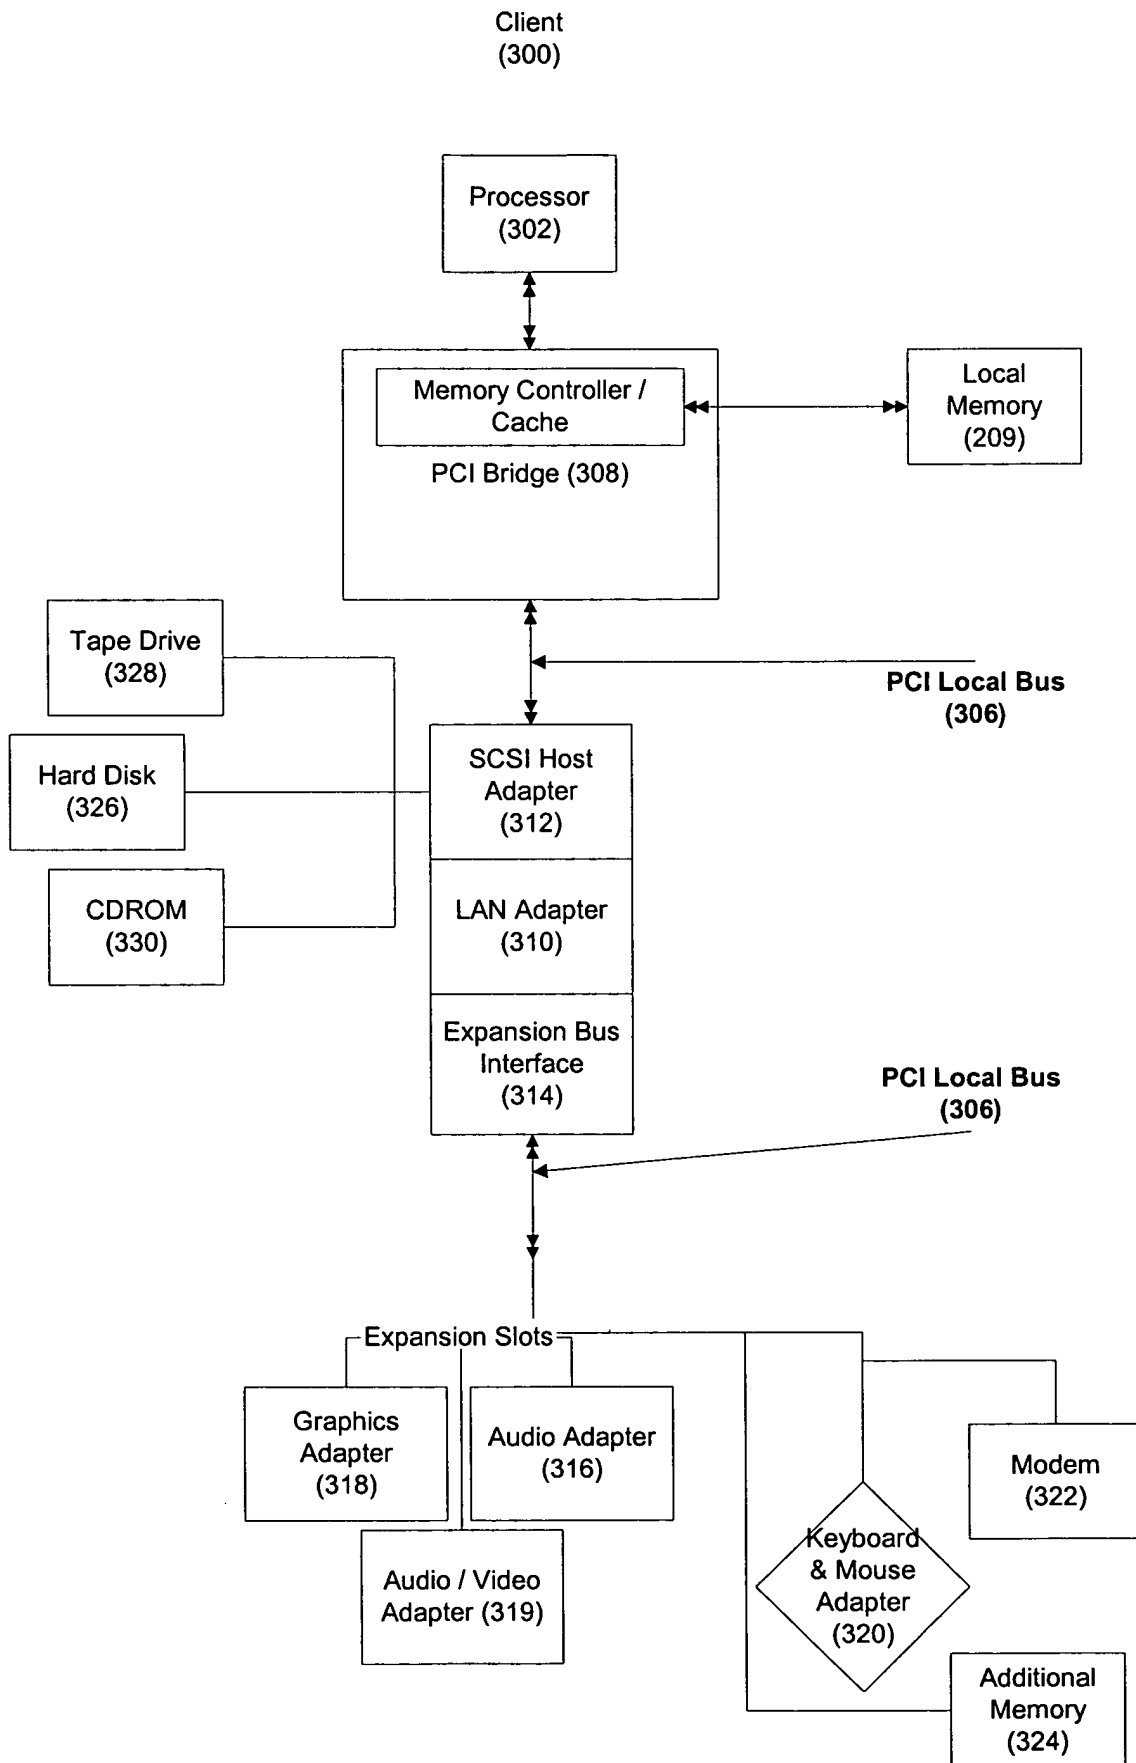 Client
(300)
Processor
(302)
Memory Controller /
Cache
PCI Bridge (308)
Local
Memory
(209)
Tape Drive
(328)
PCI Local Bus
(306)
Hard Disk
(326)
SCSI Host
Adapter
(312)
CDROM
(330)
LAN Adapter
(310)
Expansion Bus
Interface
(314)
PCI Local Bus
(306)
Expansion Slots
Graphics
Adapter
(318)
Audio Adapter
(316)
Modem
(322)
Audio / Video
Adapter (319)
Keyboard
& Mouse
Adapter
(320)
Additional
Memory
(324)